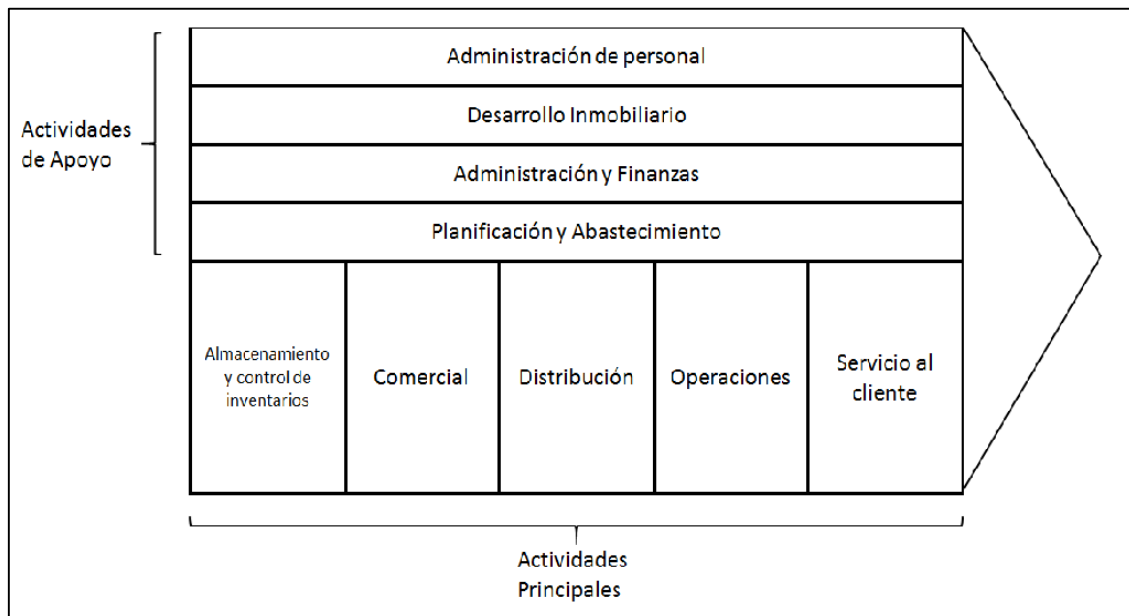 Administración de personal
Desarrollo Inmobiliario
Actividades
de Apoyo
Administración y Finanzas
Planificación y Abastecimiento
Almacenamiento
y control de
inventarios
Comercial
Distribución
Operaciones
Servicio al
cliente
Actividades
Principales